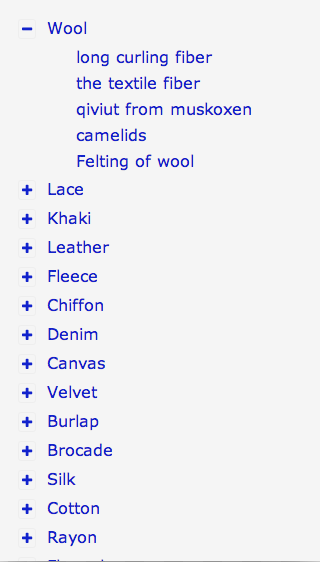 Wool
long curling fiber
the textile fiber
qiviut from muskoxen
camelids
Felting of wool
Lace
Khaki
Leather
Fleece
Chiffon
Denim
Canvas
Velvet
Burlap
Brocade
Silk
Cotton
Rayon